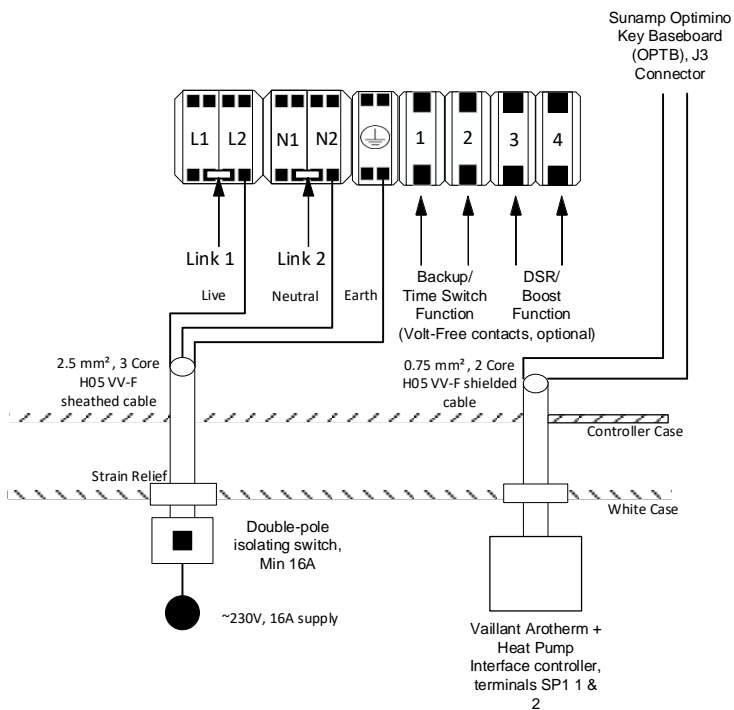 Sunamp Optimino
Key Baseboard
(OPTB), J3
Connector
L1 L2 N1 N2 1 2 3 4
Link 1
Link 2
Live
Neutral
Earth
Backup/
Time Switch
Function
DSR/
Boost
Function
(Volt-Free contacts, optional)
2.5 mm², 3 Core
H05 VV-F
sheathed cable
0.75 mm², 2 Core
H05 VV-F shielded
cable
Controller Case
Strain Relief
White Case
Double-pole
isolating switch,
Min 16A
~230V, 16A supply
Vaillant Arotherm +
Heat Pump
Interface controller,
terminals SP1 1 &
2